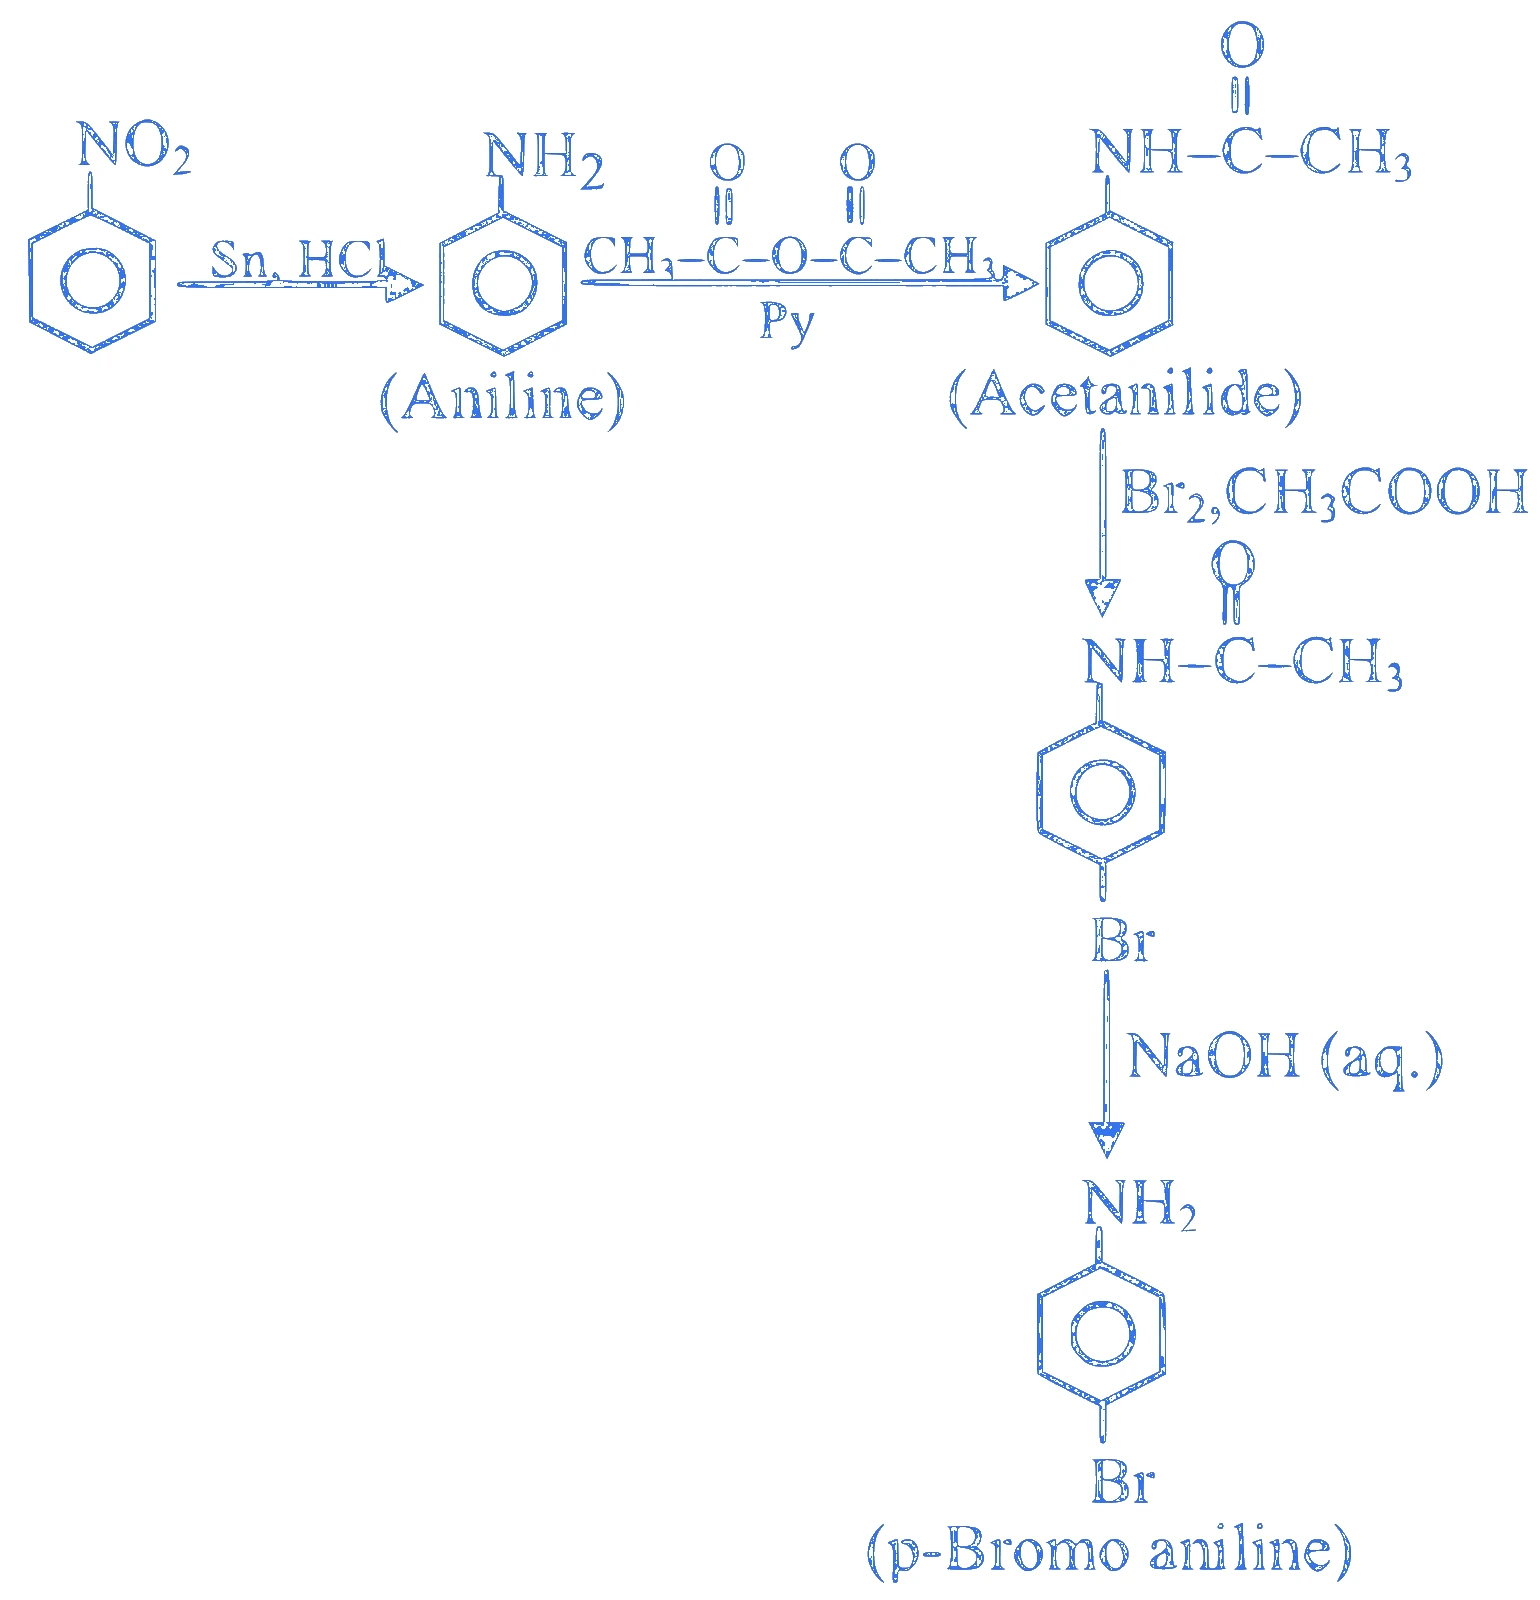 O
NO2
NH2
O O
NH–C–CH3
Sn, HCl
CH3–C–O–C–CH3
Py
(Aniline)
(Acetanilide)
Br2,CH3COOH
O
NH–C–CH3
Br
NaOH (aq.)
NH2
Br
(p-Bromo aniline)